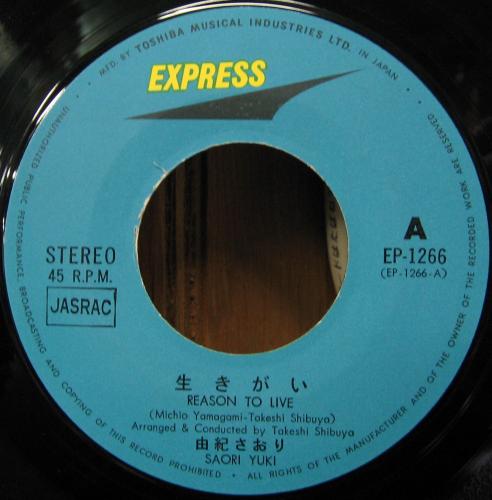 MFD. BY TOSHIBA MUSICAL INDUSTRIES LTD. IN JAPAN
EXPRESS
STEREO
45 R.P.M.
JASRAC
A
EP-1266
(EP-1266-A)
生きがい
REASON TO LIVE
(Michio Yamagami-Takeshi Shibuya)
Arranged & Conducted by Takeshi Shibuya
由紀さおり
SAORI YUKI
UNAUTHORIZED PUBLIC PERFORMANCE, BROADCASTING AND COPYING OF THIS RECORD PROHIBITED • ALL RIGHTS OF THE MANUFACTURER AND OF THE OWNER OF THE RECORDED WORK ARE RESERVED